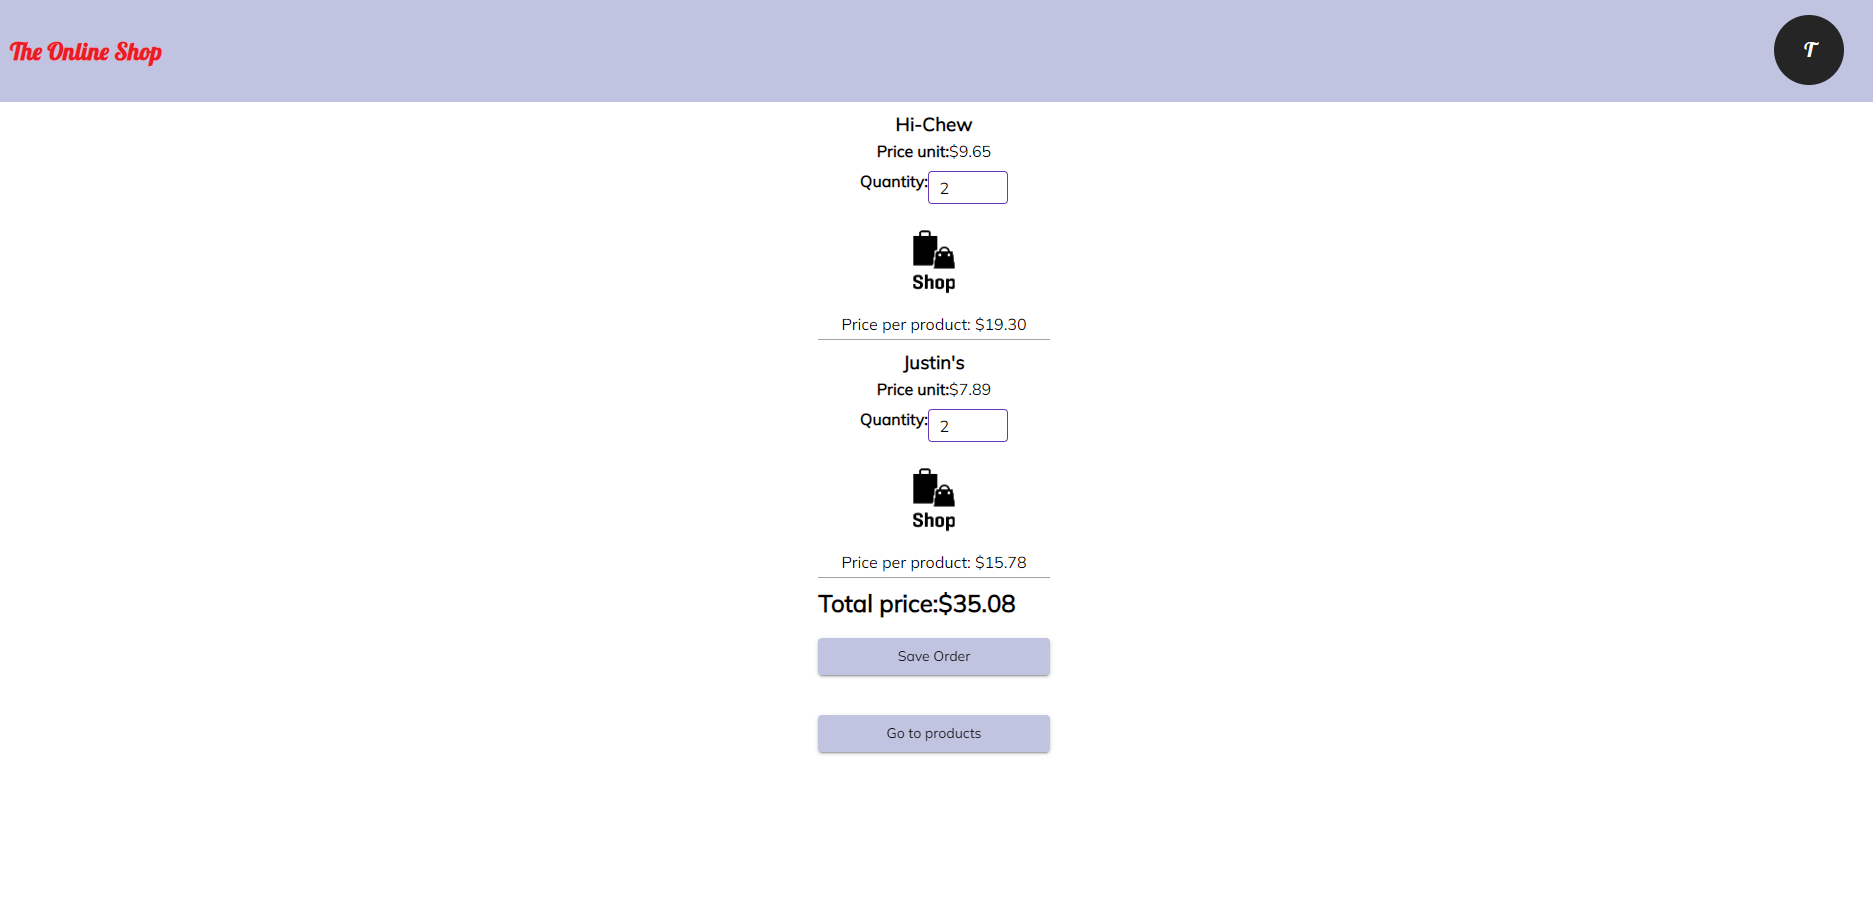 The Online Shop
T
Hi-Chew
Price unit:$9.65
Quantity: 2
Shop
Price per product: $19.30
Justin's
Price unit:$7.89
Quantity: 2
Shop
Price per product: $15.78
Total price:$35.08
Save Order
Go to products